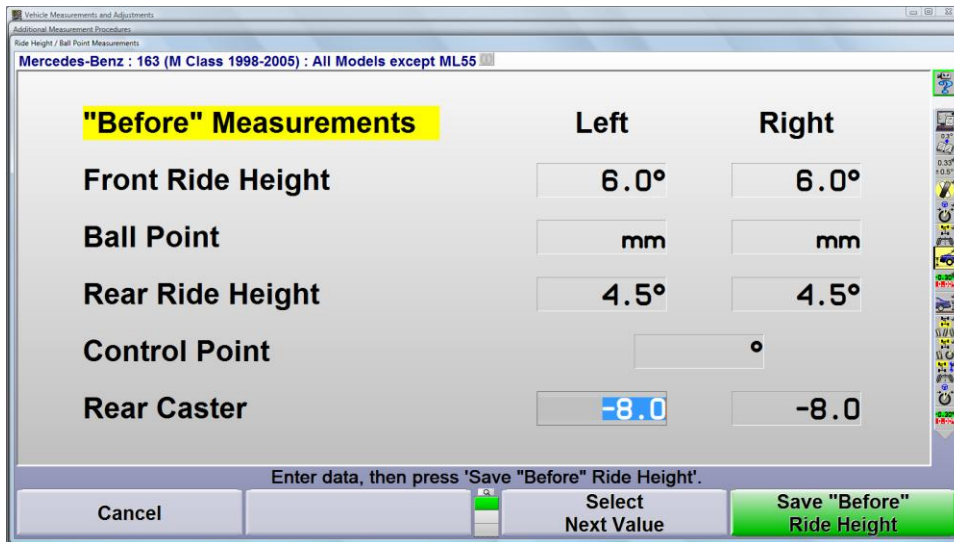 Vehicle Measurements and Adjustments
Additional Measurement Procedures
Ride Height / Ball Point Measurements
Mercedes-Benz : 163 (M Class 1998-2005) : All Models except ML55
"Before" Measurements Left Right
Front Ride Height 6.0° 6.0°
Ball Point mm mm
Rear Ride Height 4.5° 4.5°
Control Point °
Rear Caster -8.0 -8.0
Enter data, then press 'Save "Before" Ride Height'.
Cancel
Select
Next Value
Save "Before"
Ride Height